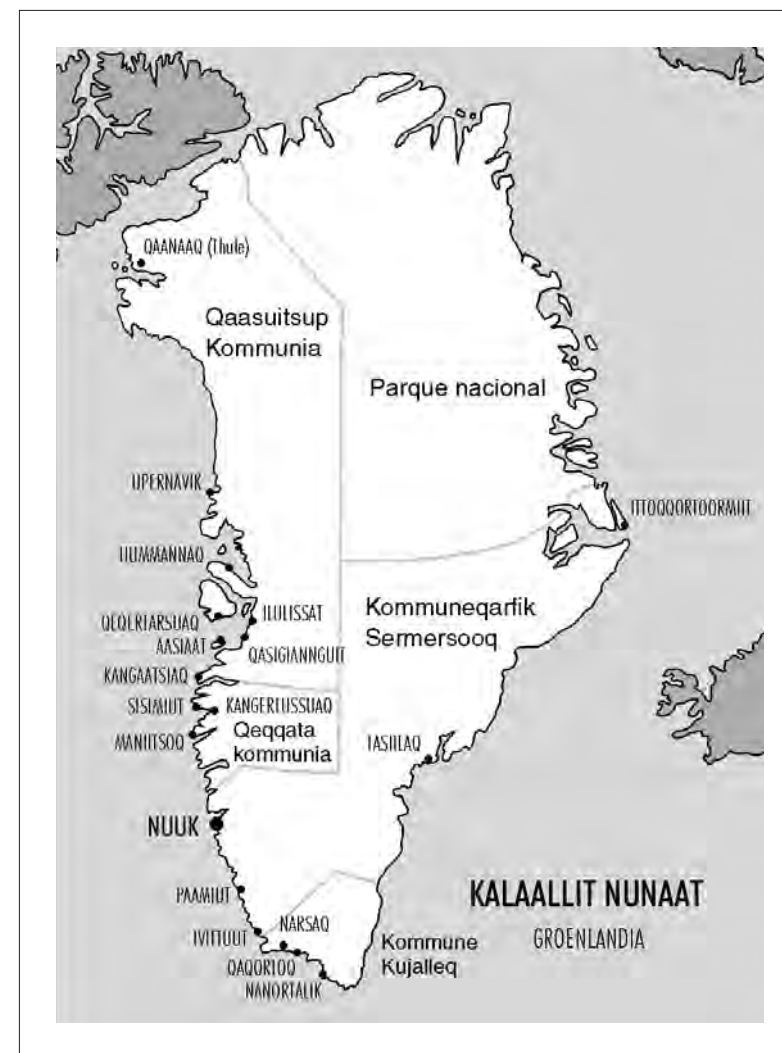 QAANAAQ (Thule)
Qaasuitsup
Kommunia
Parque nacional
UPERNAVIK
ITTOQQORTOORMIIT
UUMMANNAQ
Kommuneqarfik
Sermersooq
QEQERTARSUAQ
ILULISSAT
AASIAAT
QASIGIANNGUIT
KANGAATSIAQ
SISIMIUT
KANGERLUSSUAQ
MANIITSOQ
Qeqqata
kommunia
TASIILAQ
NUUK
PAAMIUT
KALAALLIT NUNAAT
GROENLANDIA
IVITTUUT
NARSAQ
Kommune
Kujalleq
QAQORTOQ
NANORTALIK